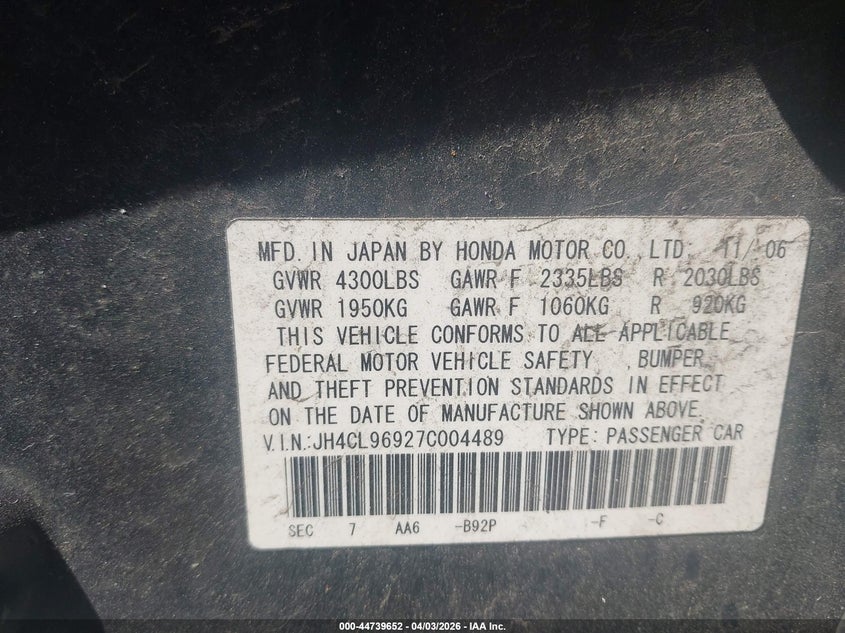 MFD. IN JAPAN BY HONDA MOTOR CO.,LTD. 11/06
GVWR 4300LBS GAWR F 2335LBS R 2030LBS
GVWR 1950KG GAWR F 1060KG R 920KG
THIS VEHICLE CONFORMS TO ALL APPLICABLE
FEDERAL MOTOR VEHICLE SAFETY , BUMPER,
AND THEFT PREVENTION STANDARDS IN EFFECT
ON THE DATE OF MANUFACTURE SHOWN ABOVE.
V.I.N.:JH4CL96927C004489 TYPE: PASSENGER CAR
SEC 7 AA6 -B92P -F -C
000-44739652 - 04/03/2026 - IAA Inc.